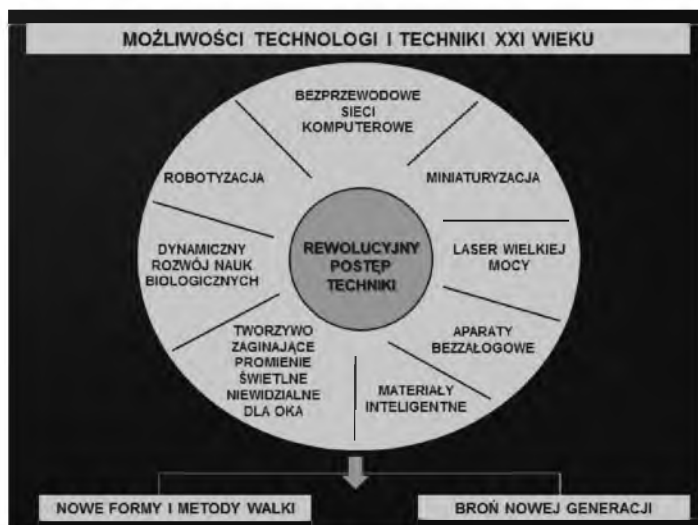 MOŻLIWOŚCI TECHNOLOGI I TECHNIKI XXI WIEKU
BEZPRZEWODOWE
SIECI
KOMPUTEROWE
ROBOTYZACJA
MINIATURYZACJA
DYNAMICZNY
ROZWÓJ NAUK
BIOLOGICZNYCH
REWOLUCYJNY
POSTĘP
TECHNIKI
LASER WIELKIEJ
MOCY
TWORZYWO
ZAGINAJĄCE
PROMIENIE
ŚWIETLNE
NIEWIDZIALNE
DLA OKA
APARATY
BEZZAŁOGOWE
MATERIAŁY
INTELIGENTNE
NOWE FORMY I METODY WALKI
BROŃ NOWEJ GENERACJI